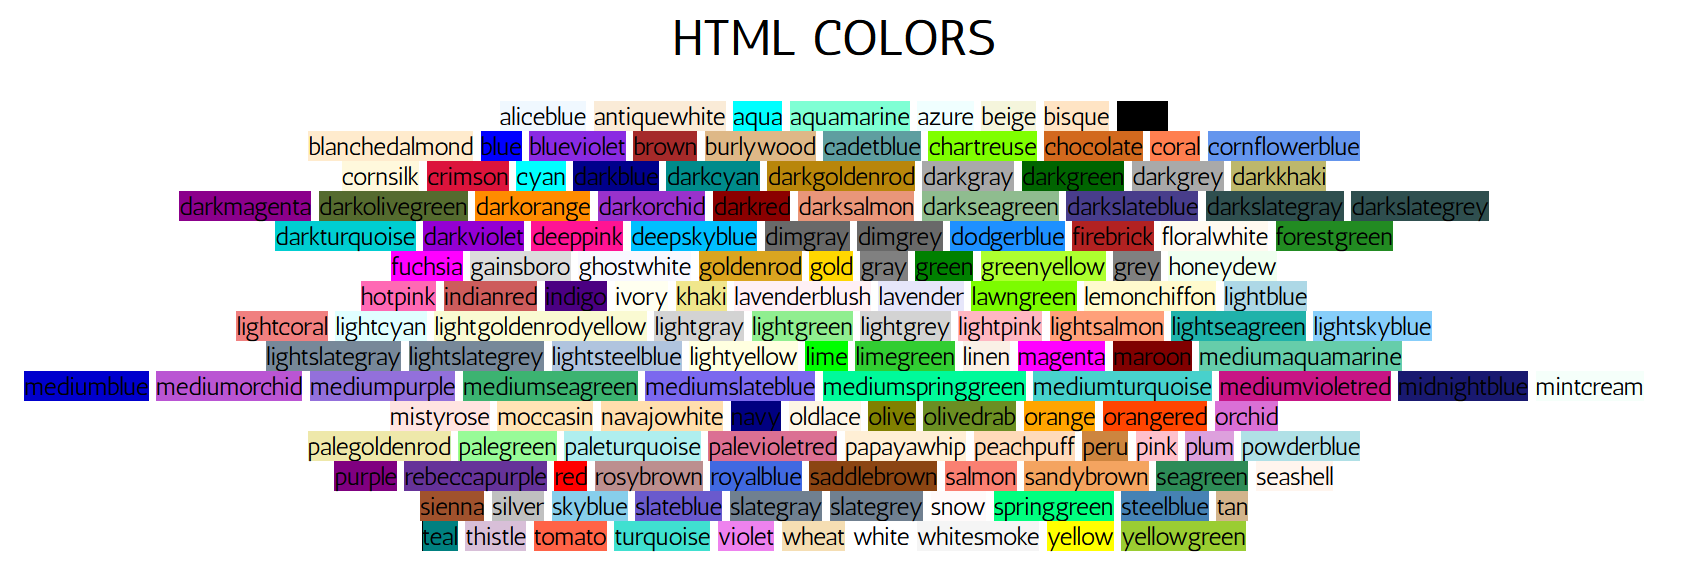 HTML COLORS
aliceblue antiquewhite aqua aquamarine azure beige bisque
blanchedalmond blue blueviolet brown burlywood cadetblue chartreuse chocolate coral cornflowerblue
cornsilk crimson cyan darkblue darkcyan darkgoldenrod darkgray darkgreen darkgrey darkkhaki
darkmagenta darkolivegreen darkorange darkorchid darkred darksalmon darkseagreen darkslateblue darkslategray darkslategrey
darkturquoise darkviolet deeppink deepskyblue dimgray dimgrey dodgerblue firebrick floralwhite forestgreen
fuchsia gainsboro ghostwhite goldenrod gold gray green greenyellow grey honeydew
hotpink indianred indigo ivory khaki lavenderblush lavender lawngreen lemonchiffon lightblue
lightcoral lightcyan lightgoldenrodyellow lightgray lightgreen lightgrey lightpink lightsalmon lightseagreen lightskyblue
lightslategray lightslategrey lightsteelblue lightyellow lime limegreen linen magenta maroon mediumaquamarine
mediumblue mediumorchid mediumpurple mediumseagreen mediumslateblue mediumspringgreen mediumturquoise mediumvioletred midnightblue mintcream
mistyrose moccasin navajowhite navy oldlace olive olivedrab orange orangered orchid
palegoldenrod palegreen paleturquoise palevioletred papayawhip peachpuff peru pink plum powderblue
purple rebeccapurple red rosybrown royalblue saddlebrown salmon sandybrown seagreen seashell
sienna silver skyblue slateblue slategray slategrey snow springgreen steelblue tan
teal thistle tomato turquoise violet wheat white whitesmoke yellow yellowgreen